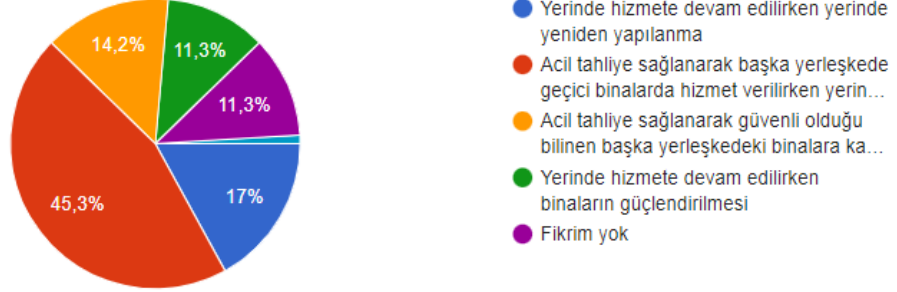 14,2%
11,3%
11,3%
45,3%
17%
Yerinde hizmete devam edilirken yerinde
yeniden yapılanma
Acil tahliye sağlanarak başka yerleşkede
geçici binalarda hizmet verilirken yerin...
Acil tahliye sağlanarak güvenli olduğu
bilinen başka yerleşkedeki binalara ka...
Yerinde hizmete devam edilirken
binaların güçlendirilmesi
Fikrim yok